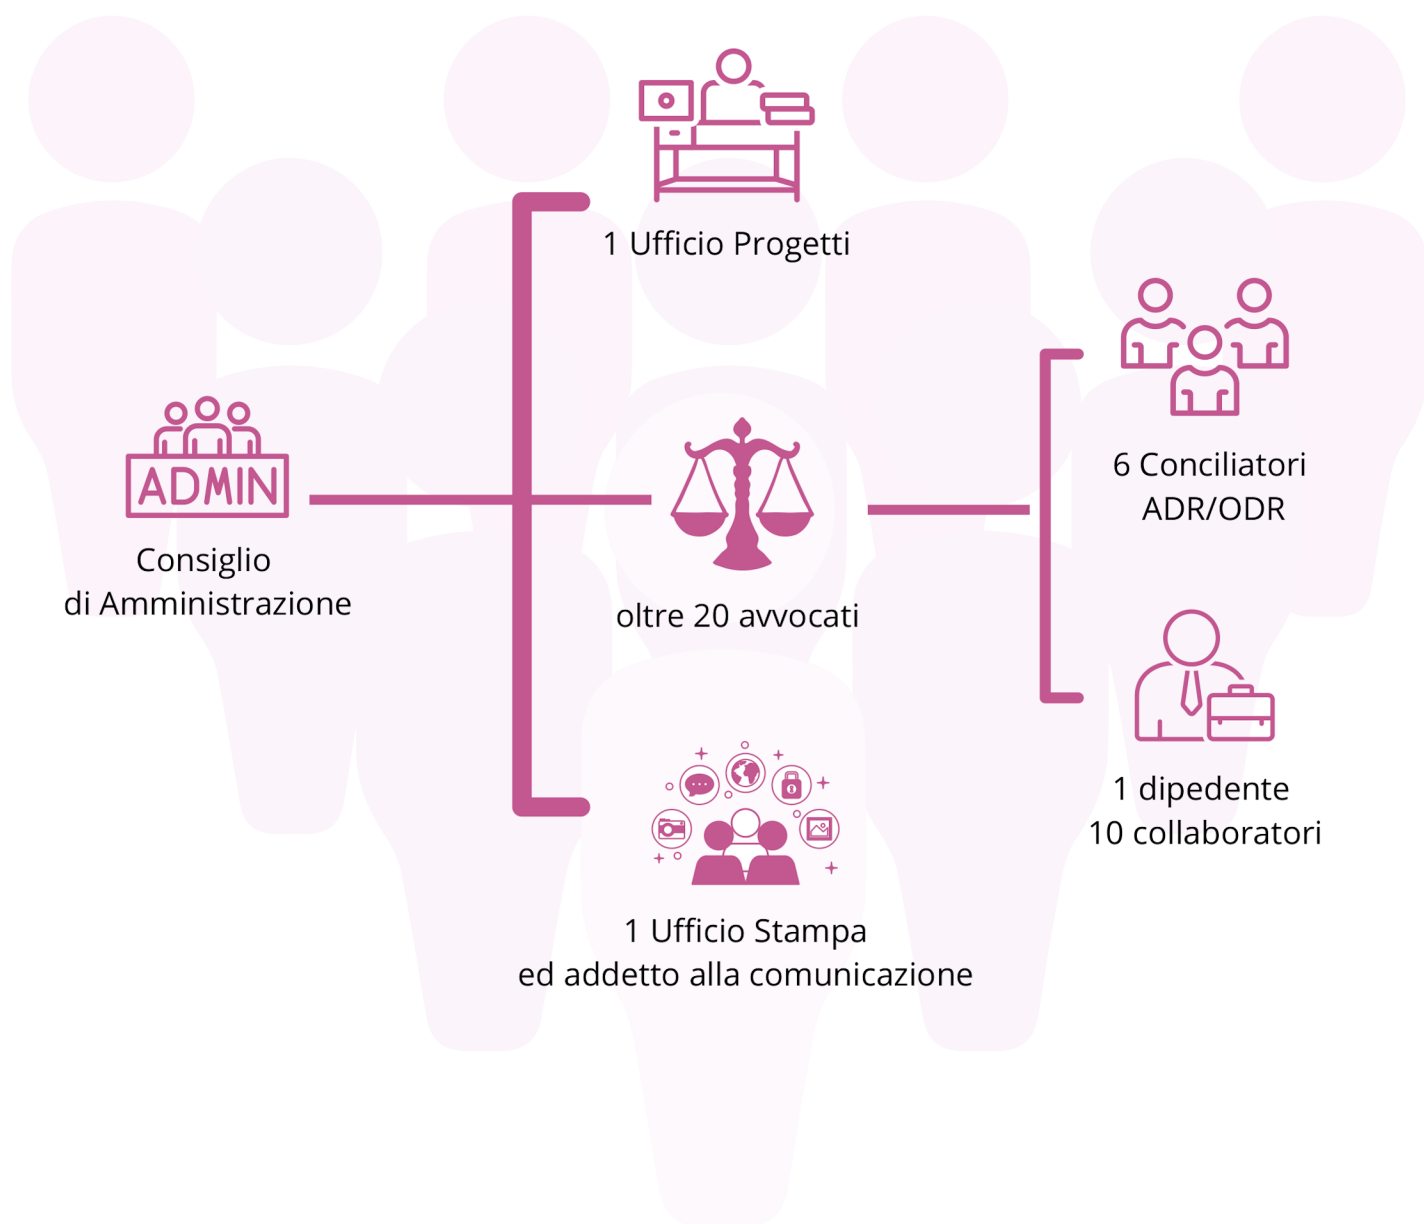 1 Ufficio Progetti
ADMIN
Consiglio
di Amministrazione
oltre 20 avvocati
1 Ufficio Stampa
ed addetto alla comunicazione
6 Conciliatori
ADR/ODR
1 dipedente
10 collaboratori